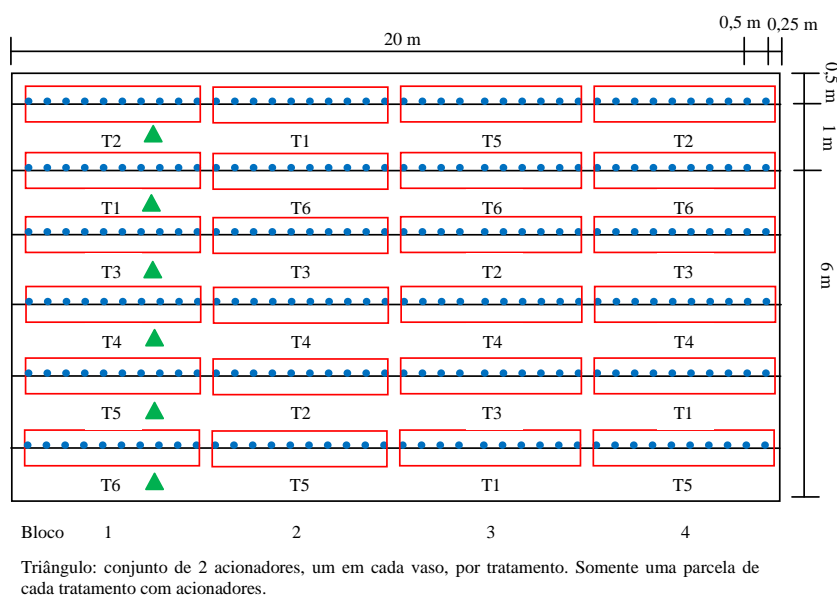 0,5 m 0,25 m
20 m
0,5 m
T2 T1 T5 T2
1 m
T1 T6 T6 T6
T3 T3 T2 T3
6 m
T4 T4 T4 T4
T5 T2 T3 T1
T6 T5 T1 T5
Bloco 1 2 3 4
Triângulo: conjunto de 2 acionadores, um em cada vaso, por tratamento. Somente uma parcela de
cada tratamento com acionadores.